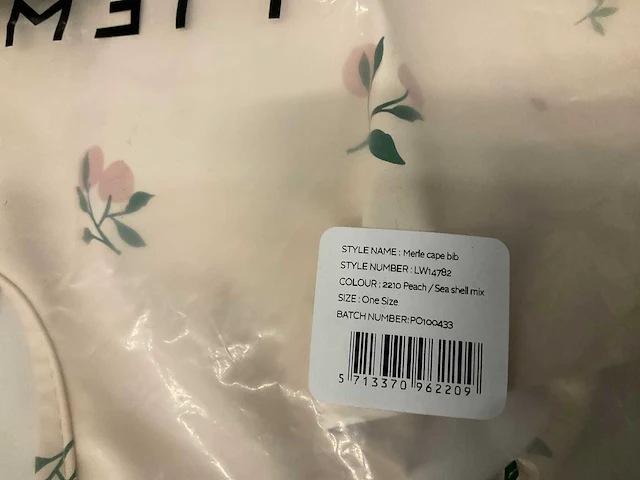 STYLE NAME : Merle cape bib
STYLE NUMBER : LW14782
COLOUR : 2210 Peach / Sea shell mix
SIZE : One Size
BATCH NUMBER:PO100433
5 713370 962209